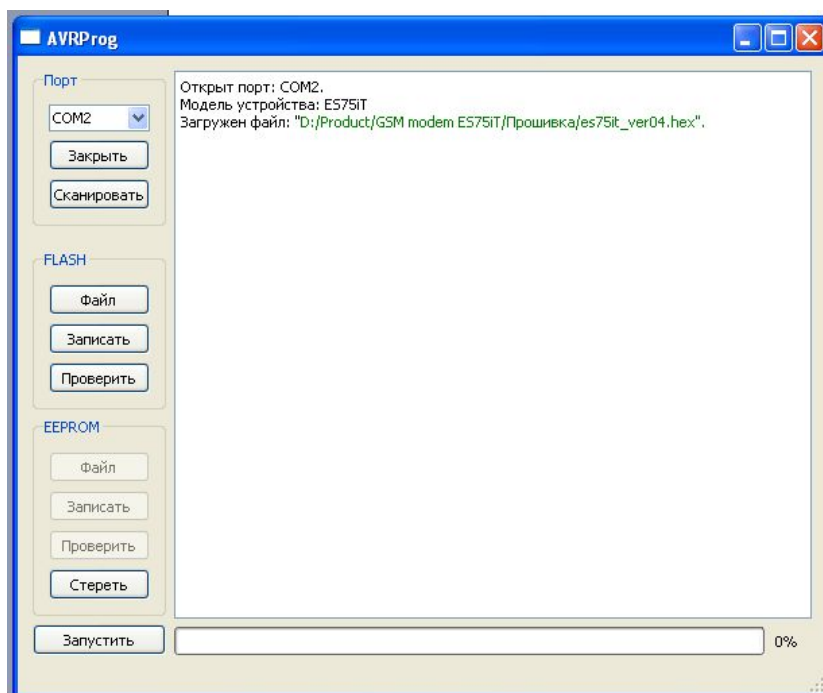 AVRProg
Порт
COM2
Закрыть
Сканировать
FLASH
Файл
Записать
Проверить
EEPROM
Файл
Записать
Проверить
Стереть
Запустить
Открыт порт: COM2.
Модель устройства: ES75iT
Загружен файл: "D:/Product/GSM modem ES75iT/Прошивка/es75it_ver04.hex".
0%